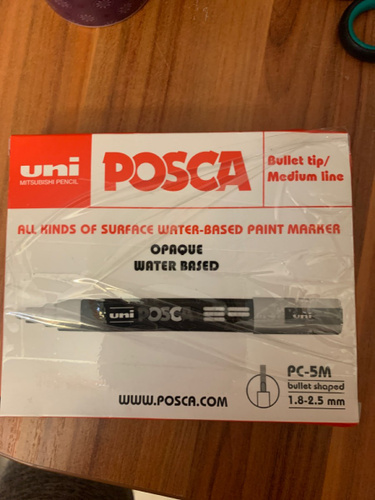 uni
MITSUBISHI PENCIL
POSCA
Bullet tip/
Medium line
ALL KINDS OF SURFACE WATER-BASED PAINT MARKER
OPAQUE
WATER BASED
uni POSCA
uni
PC-5M
bullet shaped
1.8-2.5 mm
WWW.POSCA.COM